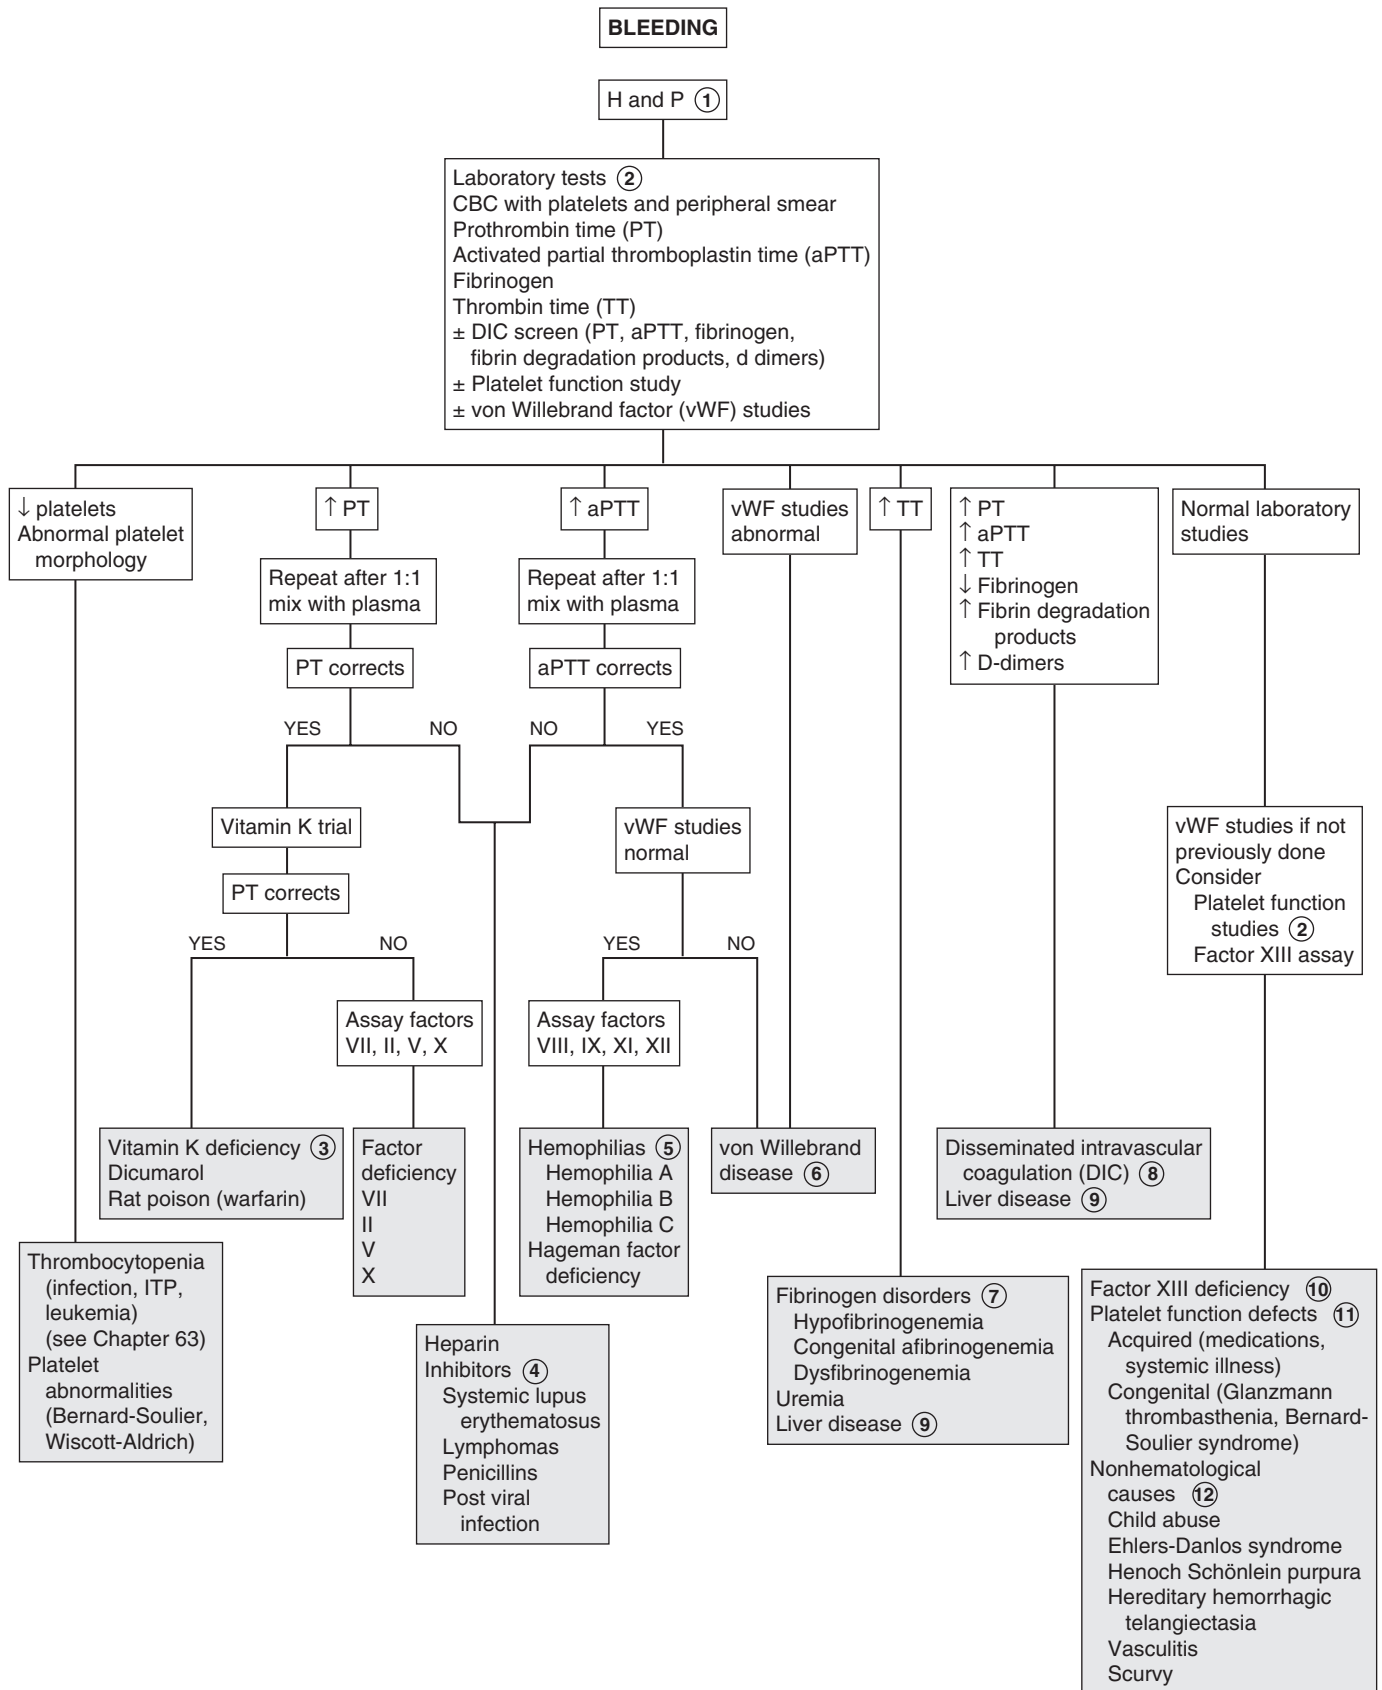 BLEEDING
H and P 1
Laboratory tests 2
CBC with platelets and peripheral smear
Prothrombin time (PT)
Activated partial thromboplastin time (aPTT)
Fibrinogen
Thrombin time (TT)
± DIC screen (PT, aPTT, fibrinogen,
fibrin degradation products, d dimers)
± Platelet function study
± von Willebrand factor (vWF) studies
↓ platelets
Abnormal platelet
morphology
↑ PT
↑ aPTT
vWF studies
abnormal
↑ TT
↑ PT
↑ aPTT
↑ TT
↓ Fibrinogen
↑ Fibrin degradation
products
↑ D-dimers
Normal laboratory
studies
Repeat after 1:1
mix with plasma
Repeat after 1:1
mix with plasma
PT corrects
aPTT corrects
YES
NO
NO
YES
Vitamin K trial
vWF studies
normal
vWF studies if not
previously done
Consider
Platelet function
studies 2
Factor XIII assay
PT corrects
YES
NO
YES
NO
Assay factors
VII, II, V, X
Assay factors
VIII, IX, XI, XII
Vitamin K deficiency 3
Dicumarol
Rat poison (warfarin)
Factor
deficiency
VII
II
V
X
Hemophilias 5
Hemophilia A
Hemophilia B
Hemophilia C
Hageman factor
deficiency
von Willebrand
disease 6
Disseminated intravascular
coagulation (DIC) 8
Liver disease 9
Thrombocytopenia
(infection, ITP,
leukemia)
(see Chapter 63)
Platelet
abnormalities
(Bernard-Soulier,
Wiscott-Aldrich)
Heparin
Inhibitors 4
Systemic lupus
erythematosus
Lymphomas
Penicillins
Post viral
infection
Fibrinogen disorders 7
Hypofibrinogenemia
Congenital afibrinogenemia
Dysfibrinogenemia
Uremia
Liver disease 9
Factor XIII deficiency 10
Platelet function defects 11
Acquired (medications,
systemic illness)
Congenital (Glanzmann
thrombasthenia, Bernard-
Soulier syndrome)
Nonhematological
causes 12
Child abuse
Ehlers-Danlos syndrome
Henoch Schönlein purpura
Hereditary hemorrhagic
telangiectasia
Vasculitis
Scurvy